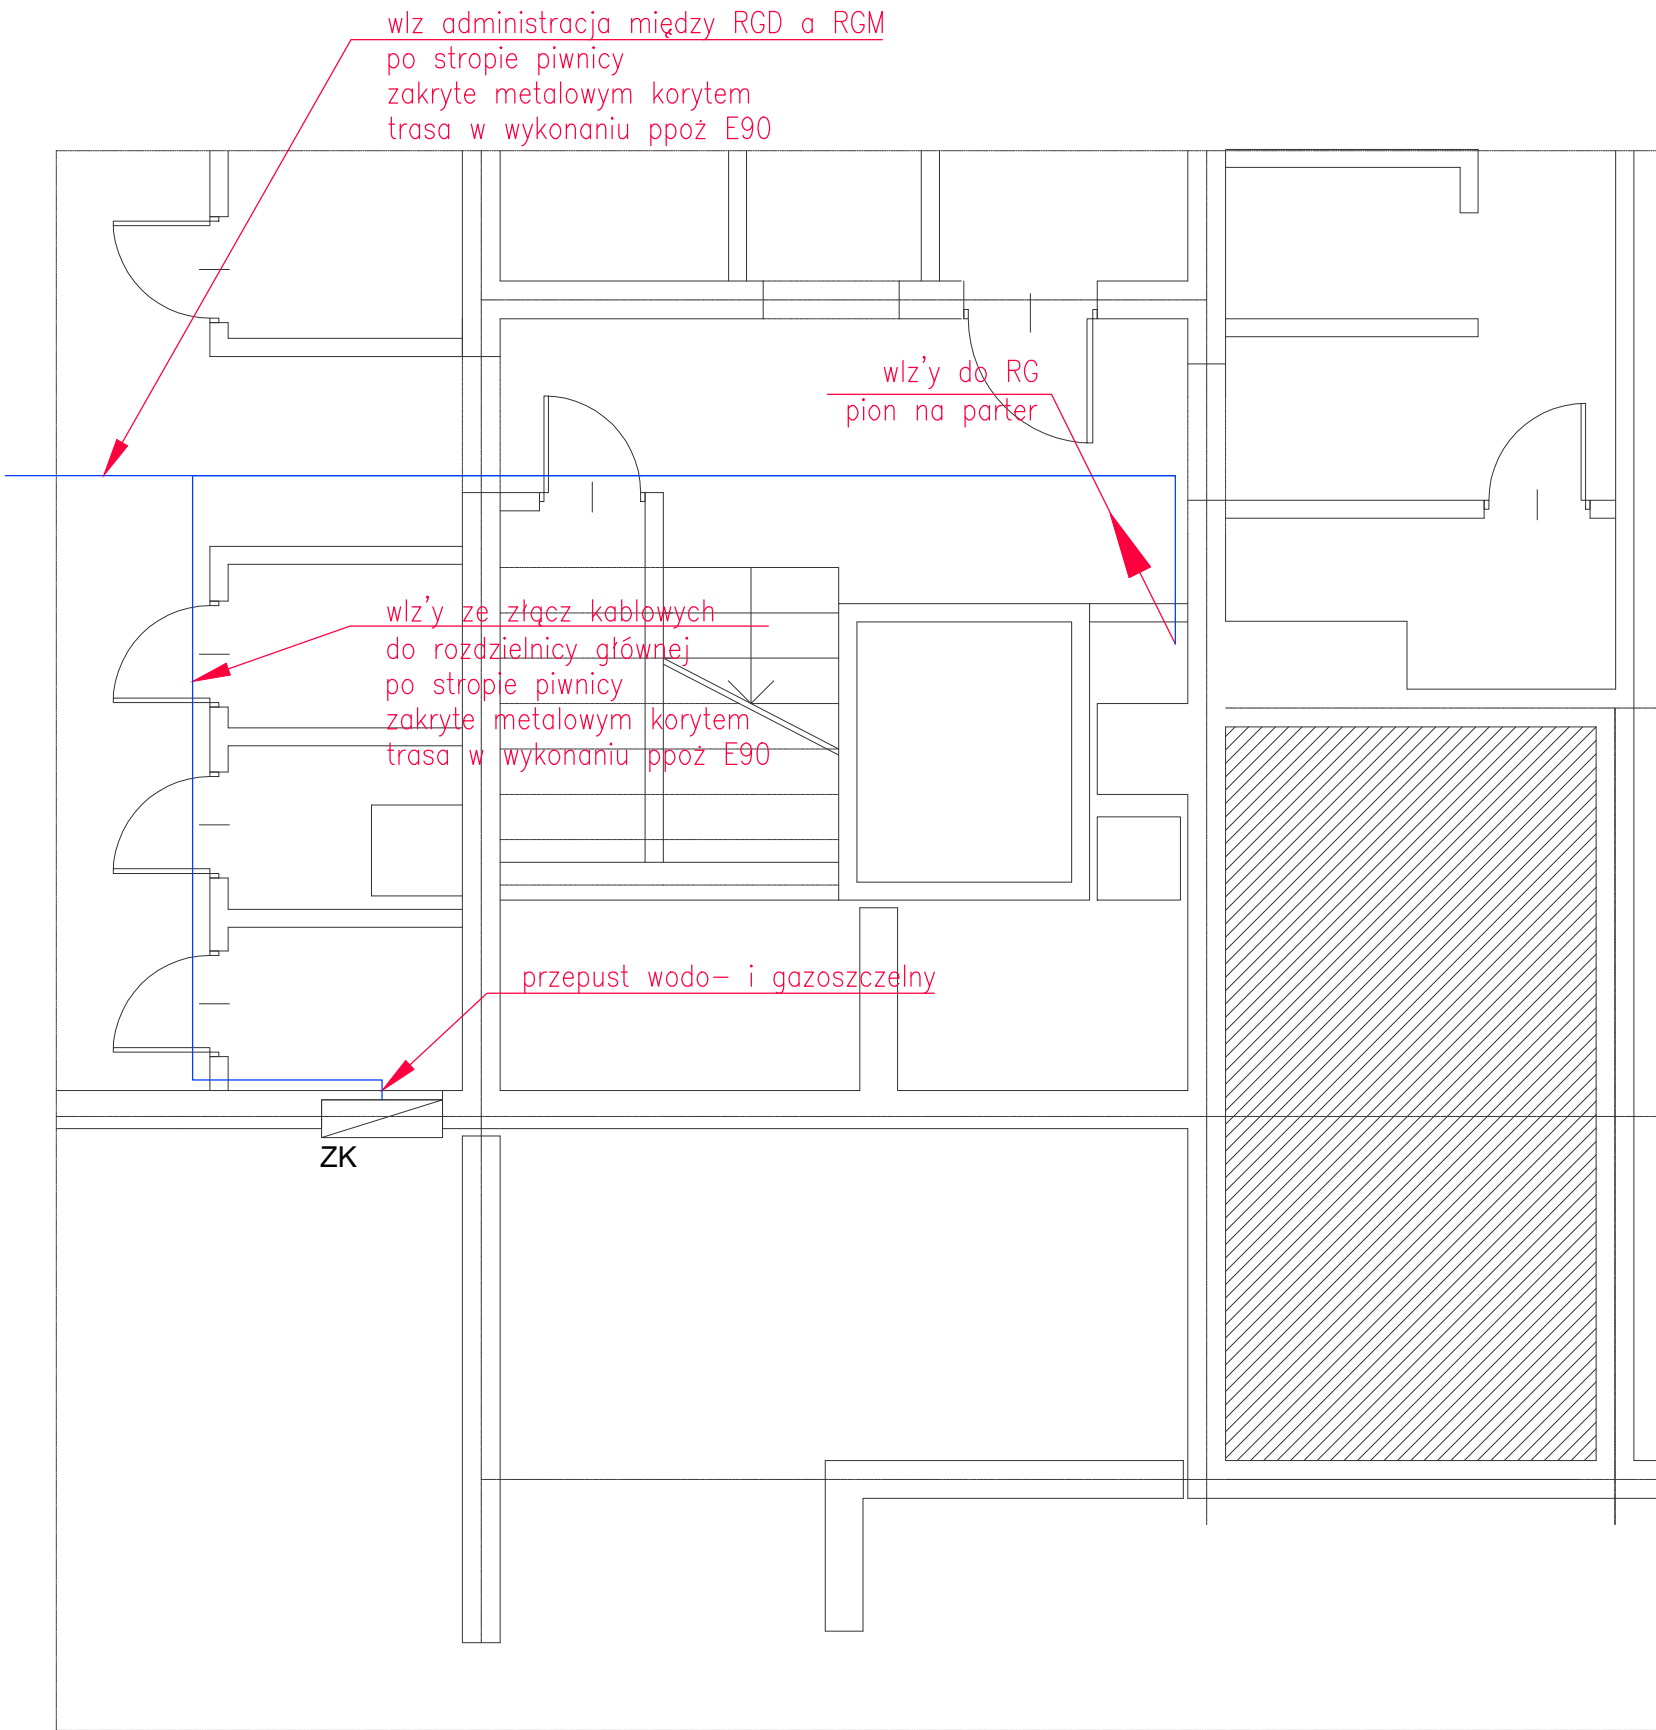 wlz administracja między RGD a RGM
po stropie piwnicy
zakryte metalowym korytem
trasa w wykonaniu ppoż E90
wlz'y do RG
pion na parter
wlz'y ze złącz kablowych
do rozdzielnicy głównej
po stropie piwnicy
zakryte metalowym korytem
trasa w wykonaniu ppoż E90
przepust wodo- i gazoszczelny
ZK